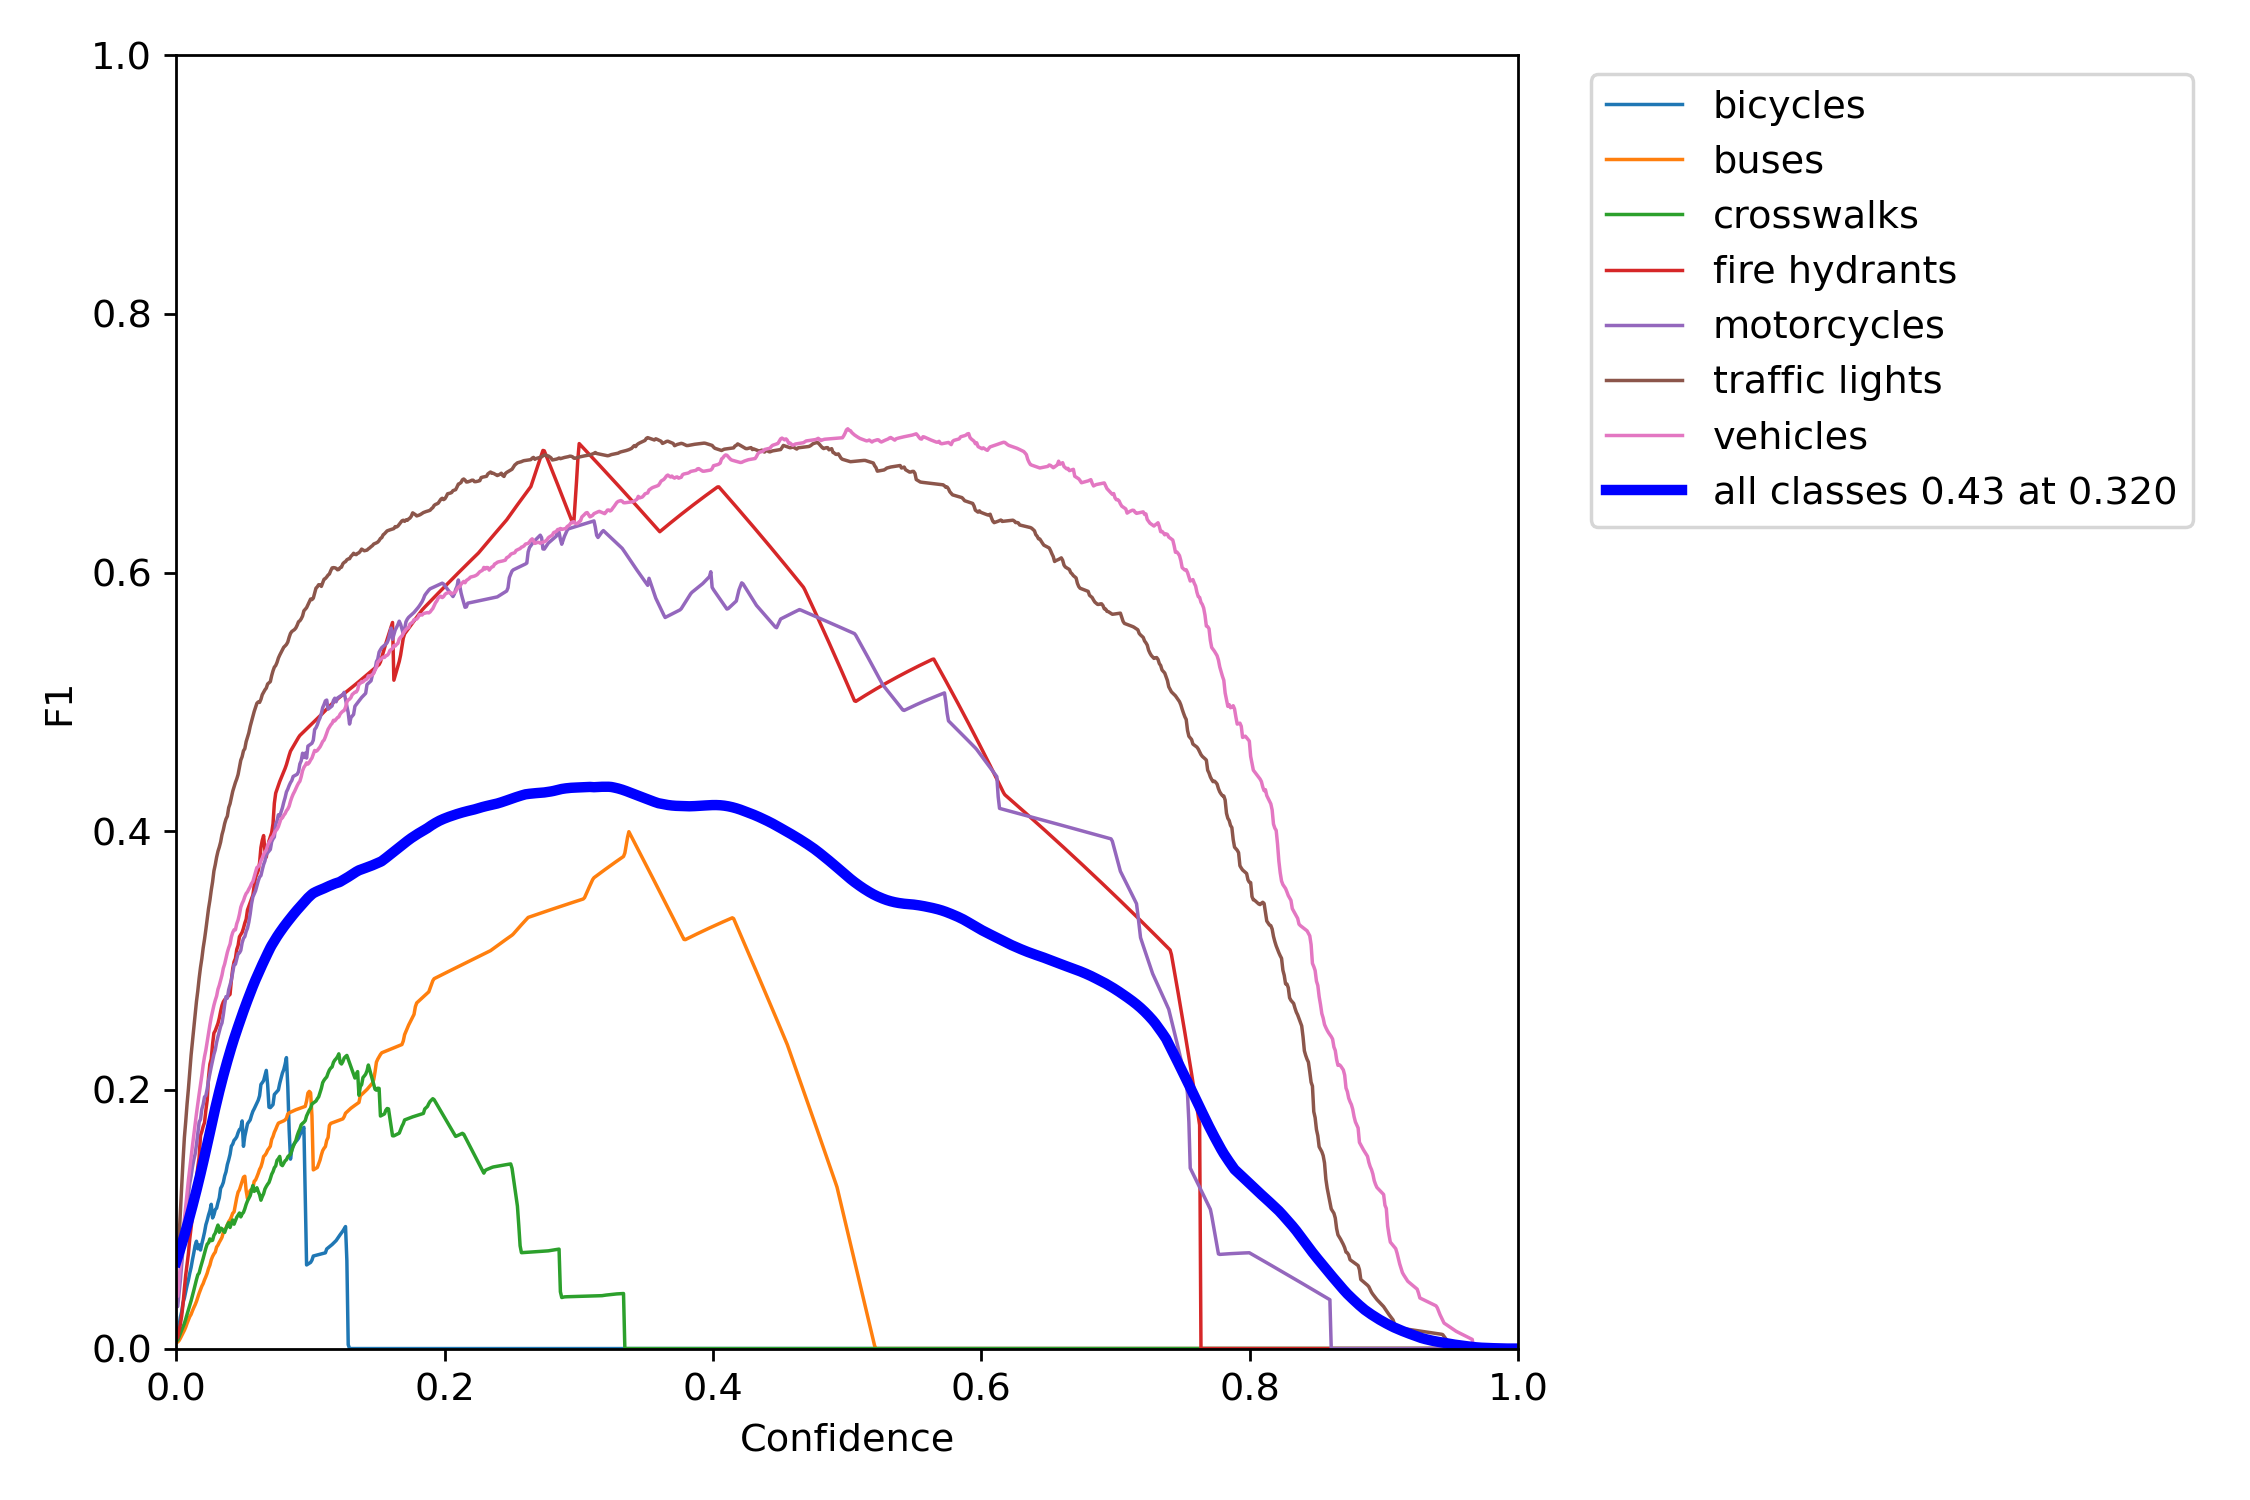 1.0
0.8
0.6
0.4
0.2
0.0
F1
0.0 0.2 0.4 0.6 0.8 1.0
Confidence
bicycles
buses
crosswalks
fire hydrants
motorcycles
traffic lights
vehicles
all classes 0.43 at 0.320